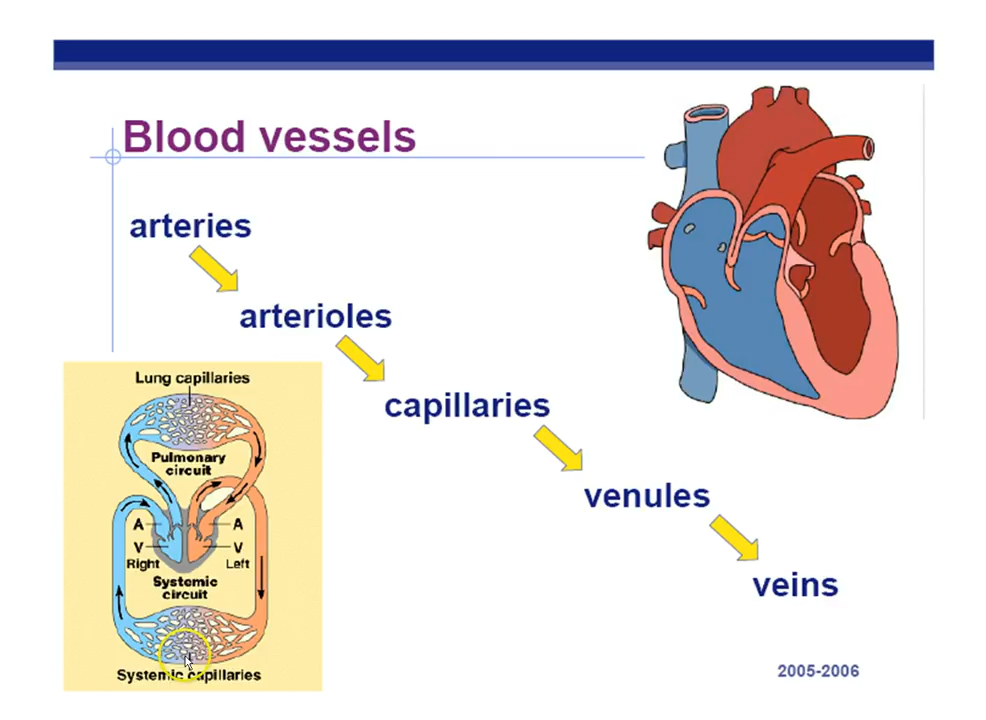 Blood vessels
arteries
arterioles
capillaries
venules
veins
Lung capillaries
Pulmonary
circuit
A
A
V
V
Right
Left
Systemic
circuit
Systemic capillaries
2005-2006